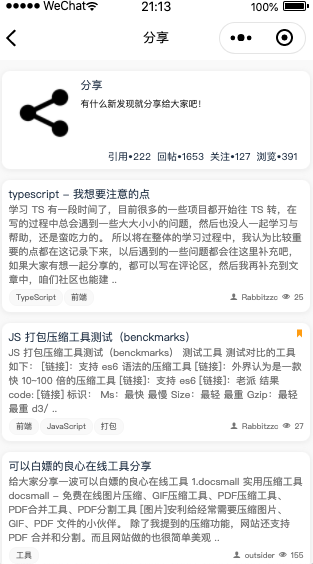 WeChat 21:13 100%
分享
分享
有什么新发现就分享给大家吧!
引用•222 回帖•1653 关注•127 浏览•391
typescript - 我想要注意的点
学习 TS 有一段时间了，目前很多的一些项目都开始往 TS 转，在
写的过程中总会遇到一些大大小小的问题，然后也没人一起学习与
帮助，还是蛮吃力的。 所以将在整体的学习过程中，我认为比较重
要的点都在这记录下来，以后遇到的一些问题都会往这里补充吧，
如果大家有想一起分享的，都可以写在评论区，然后我再补充到文
章中，咱们社区也能建 ..
TypeScript 前端 Rabbitzzc 25
JS 打包压缩工具测试（benckmarks）
JS 打包压缩工具测试（benckmarks） 测试工具 测试对比的工具
如下： [链接]：支持 es6 语法的压缩工具 [链接]：外界认为是一款
快 10-100 倍的压缩工具 [链接]：支持 es6 [链接]：老派 结果
code: [链接] 标识： Ms：最快 最慢 Size：最轻 最重 Gzip：最轻
最重 d3/ ..
前端 JavaScript 打包 Rabbitzzc 27
可以白嫖的良心在线工具分享
给大家分享一波可以白嫖的良心在线工具 1.docsmall 实用压缩工具
docsmall - 免费在线图片压缩、GIF压缩工具、PDF压缩工具、
PDF合并工具、PDF分割工具 [图片]安利给经常需要压缩图片、
GIF、PDF 文件的小伙伴。 除了我提到的压缩功能，网站还支持
PDF 合并和分割。而且网站做的也很简单美观 ..
工具 outsider 155